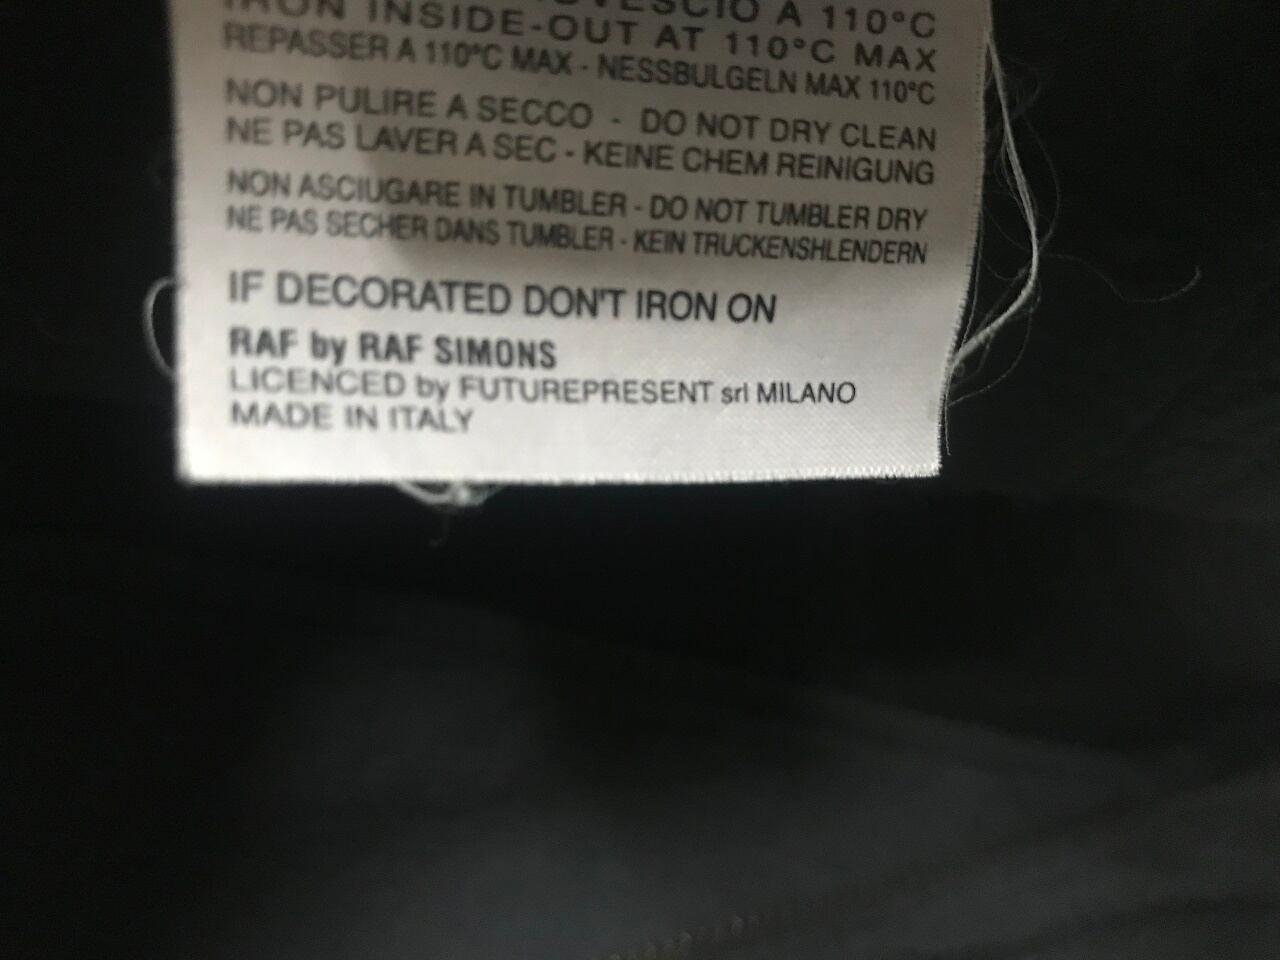 A 110°C
IRON INSIDE-OUT AT 110°C MAX
REPASSER A 110°C MAX - NESSBULGELN MAX 110°C
NON PULIRE A SECCO - DO NOT DRY CLEAN
NE PAS LAVER A SEC - KEINE CHEM REINIGUNG
NON ASCIUGARE IN TUMBLER - DO NOT TUMBLER DRY
NE PAS SECHER DANS TUMBLER - KEIN TRUCKENSHLENDERN
IF DECORATED DON'T IRON ON
RAF by RAF SIMONS
LICENCED by FUTUREPRESENT srl MILANO
MADE IN ITALY